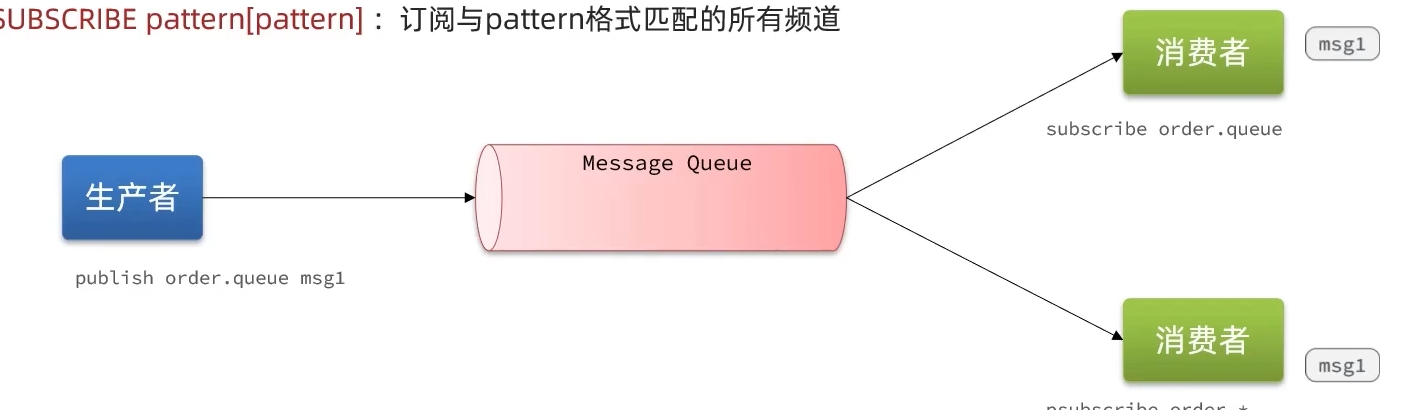 SUBSCRIBE pattern[pattern] ：订阅与pattern格式匹配的所有频道
消费者
msg1
subscribe order.queue
Message Queue
生产者
publish order.queue msg1
消费者
msg1
psubscribe order.*